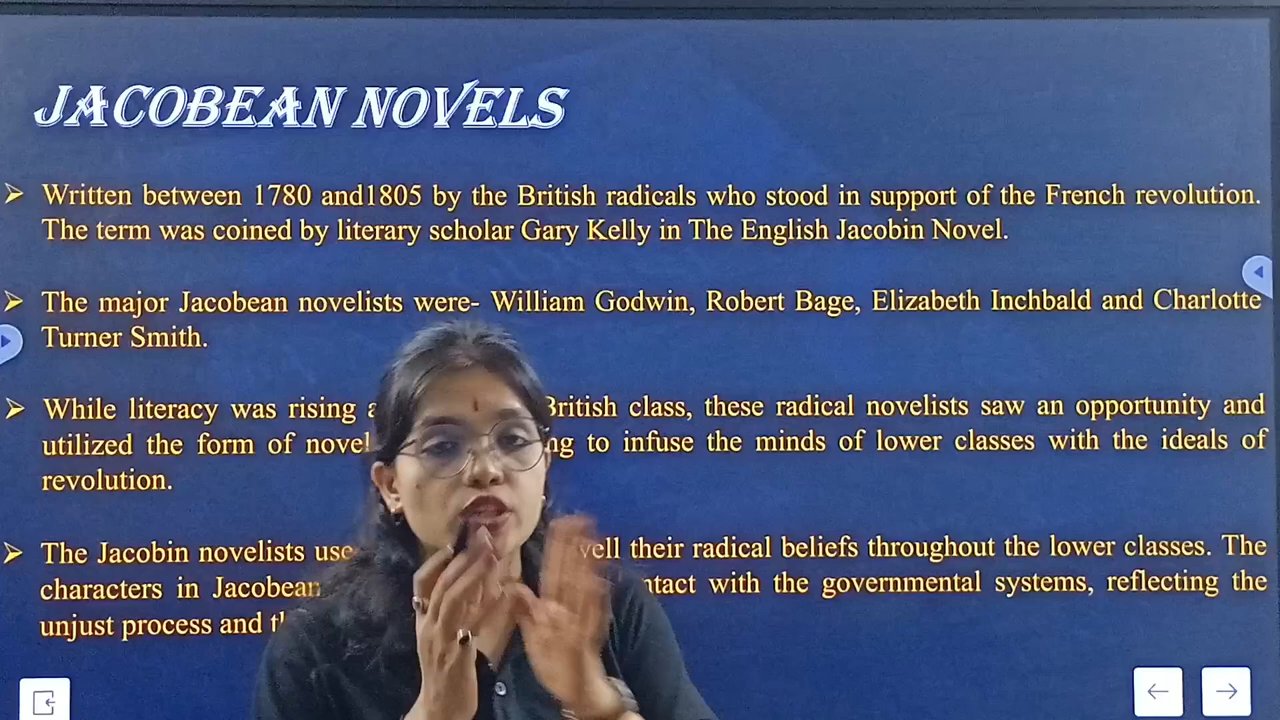 JACOBEAN NOVELS
Written between 1780 and1805 by the British radicals who stood in support of the French revolution.
The term was coined by literary scholar Gary Kelly in The English Jacobin Novel.
The major Jacobean novelists were- William Godwin, Robert Bage, Elizabeth Inchbald and Charlotte
Turner Smith.
While literacy was rising British class, these radical novelists saw an opportunity and
utilized the form of to infuse the minds of lower classes with the ideals of
revolution.
The Jacobin novelists their radical beliefs throughout the lower classes. The
characters in Jacobean with the governmental systems, reflecting the
unjust process and